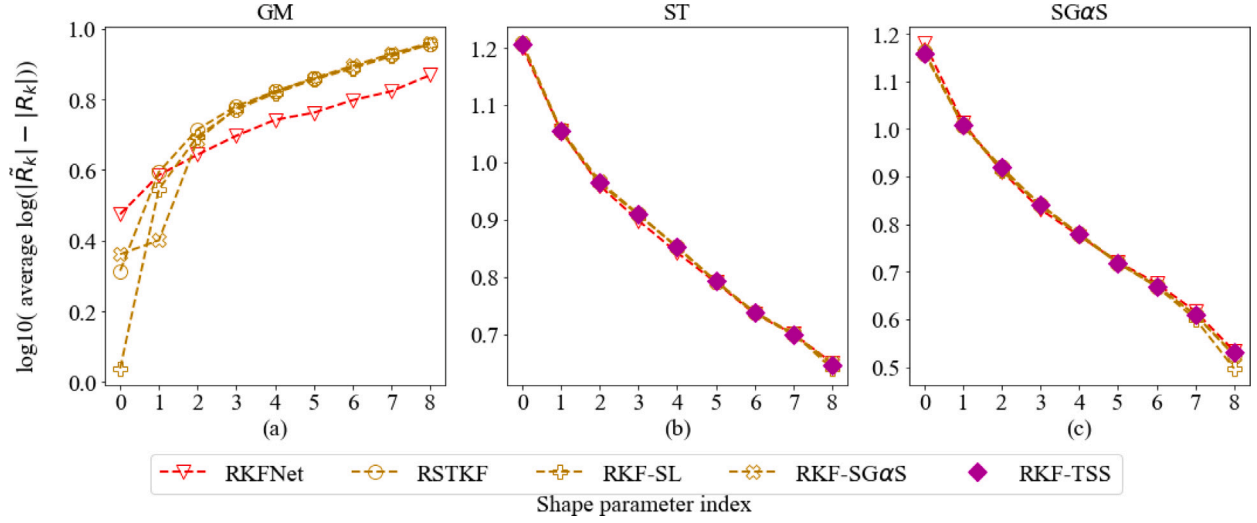 GM
ST
SGαS
log10( average log(|R̃ₖ| − |Rₖ|))
1.0
0.8
0.6
0.4
0.2
0.0
0 1 2 3 4 5 6 7 8
(a)
1.2
1.1
1.0
0.9
0.8
0.7
0 1 2 3 4 5 6 7 8
(b)
1.2
1.1
1.0
0.9
0.8
0.7
0.6
0.5
0 1 2 3 4 5 6 7 8
(c)
RKFNet RSTKF RKF-SL RKF-SGαS RKF-TSS
Shape parameter index